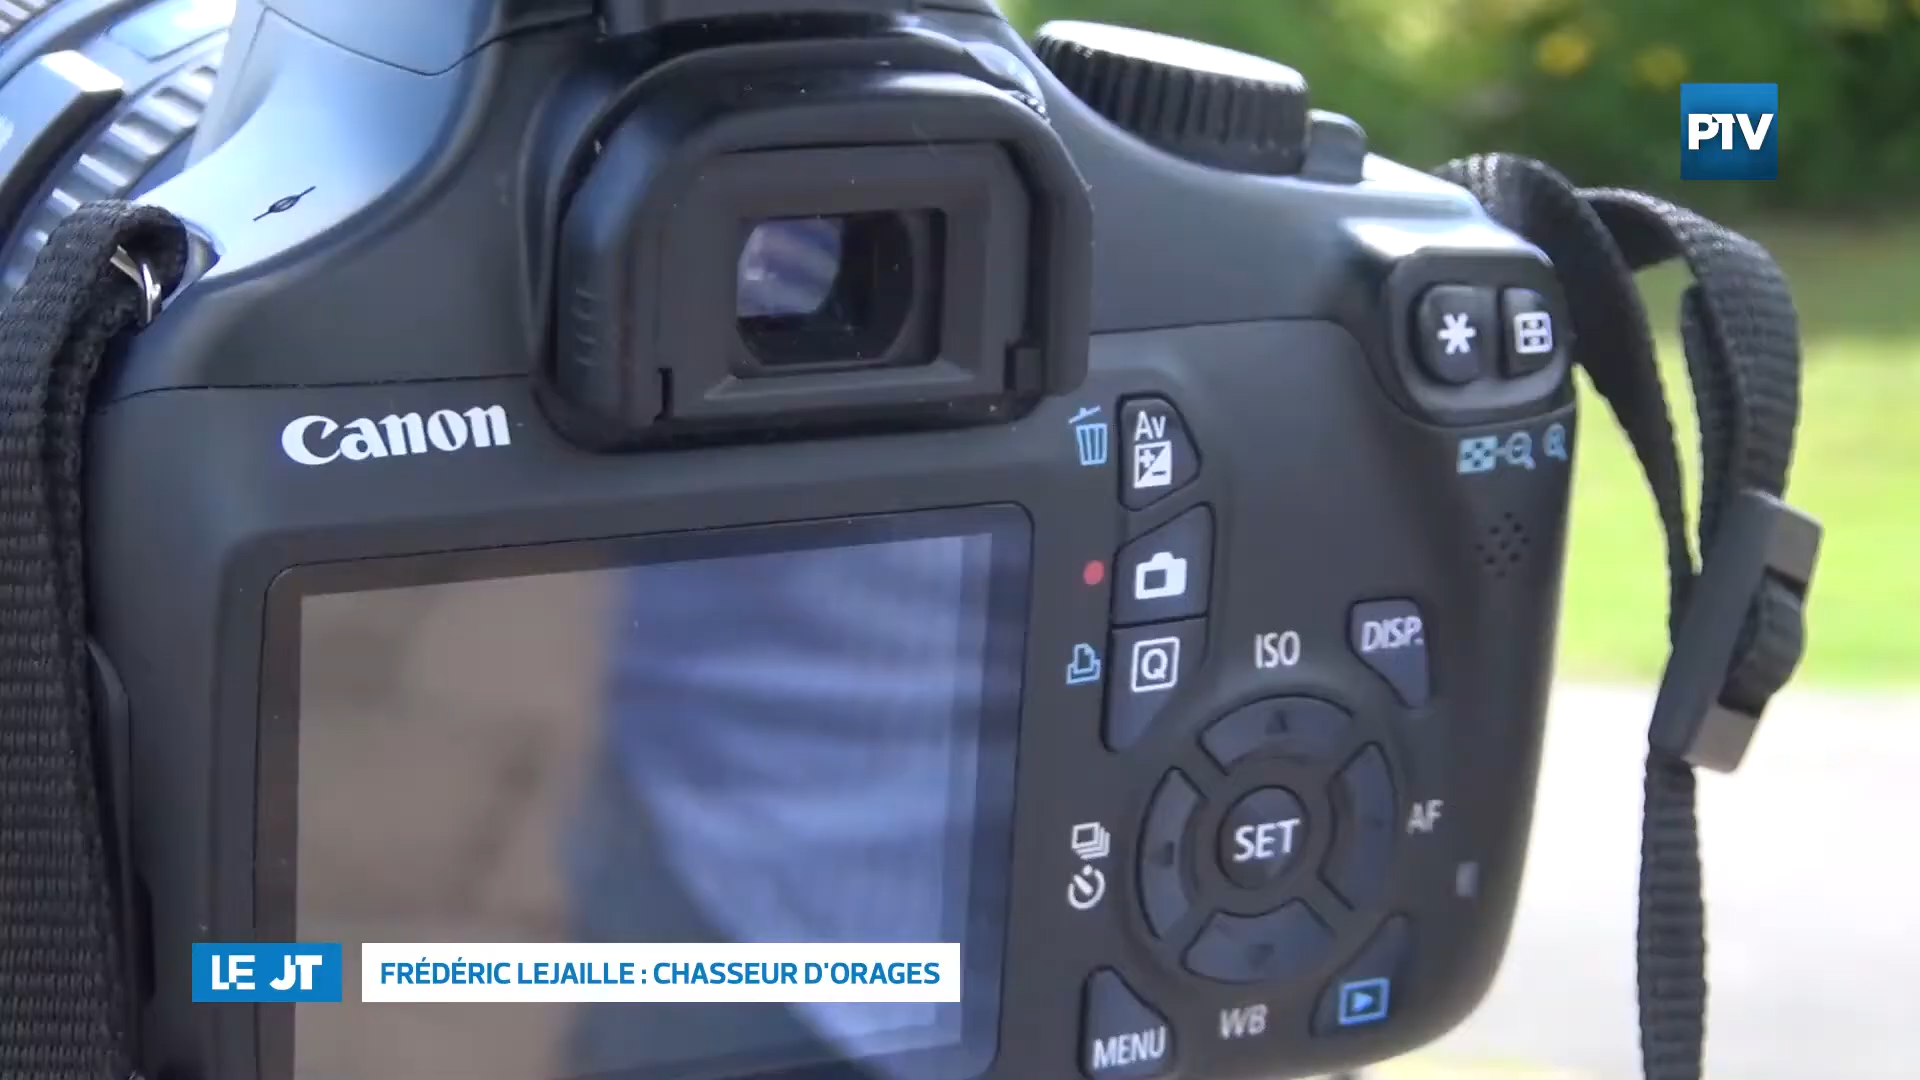 PTV
Canon
Av
Q
ISO
DISP.
SET
AF
WB
MENU
LE JT
FRÉDÉRIC LEJAILLE : CHASSEUR D'ORAGES